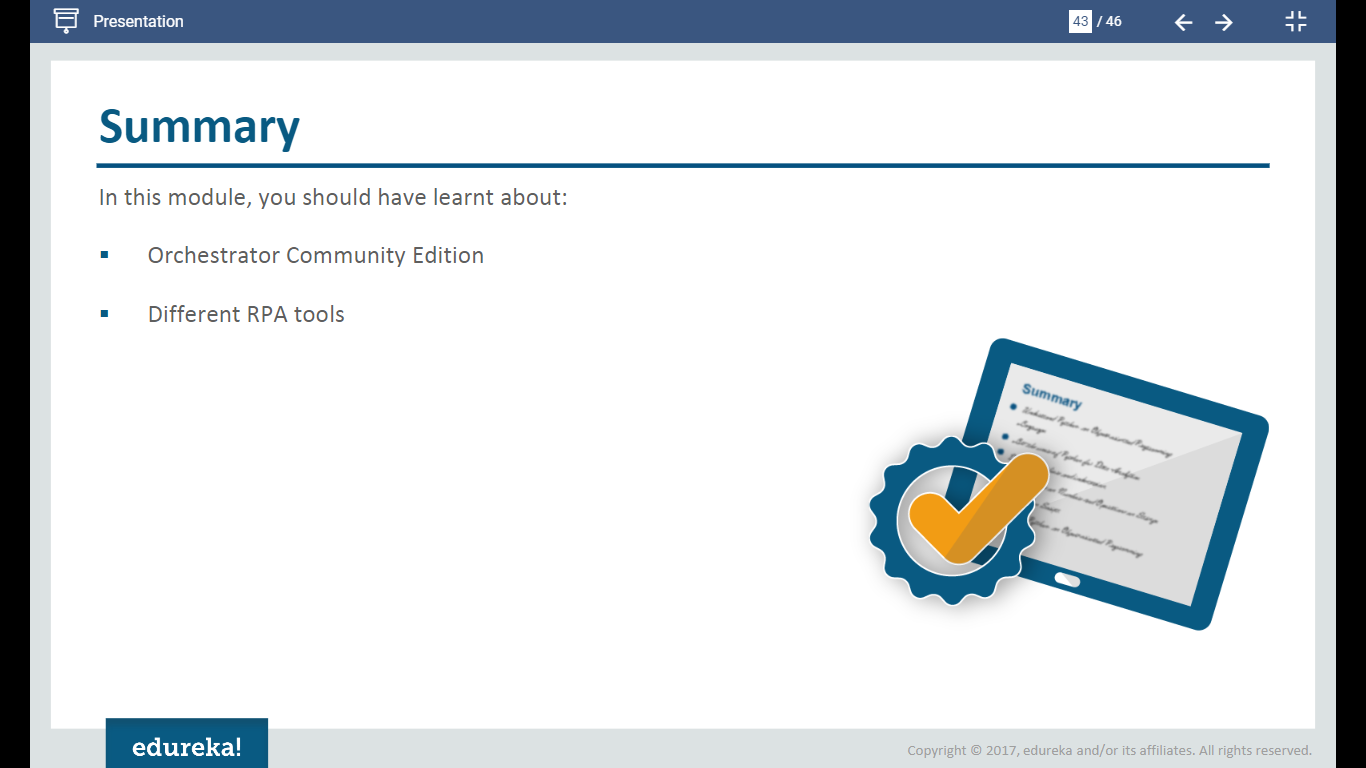 Presentation
43 / 46
Summary
In this module, you should have learnt about:
▪ Orchestrator Community Edition
▪ Different RPA tools
Summary
edureka!
Copyright © 2017, edureka and/or its affiliates. All rights reserved.